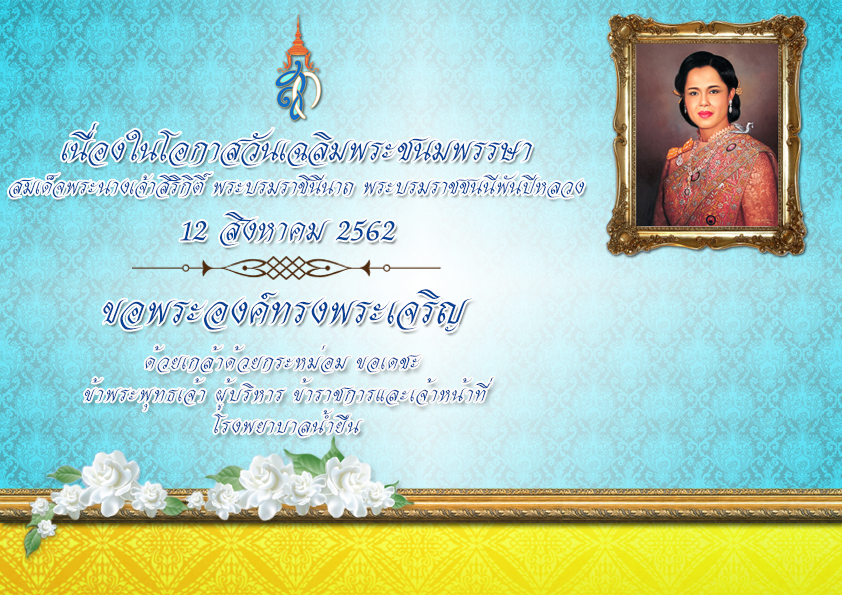 เนื่องในโอกาสวันเฉลิมพระชนมพรรษา
สมเด็จพระนางเจ้าสิริกิติ์ พระบรมราชินีนาถ พระบรมราชชนนีพันปีหลวง
12 สิงหาคม 2562
ขอพระองค์ทรงพระเจริญ
ด้วยเกล้าด้วยกระหม่อม ขอเดชะ
ข้าพระพุทธเจ้า ผู้บริหาร ข้าราชการและเจ้าหน้าที่
โรงพยาบาลน้ำยืน